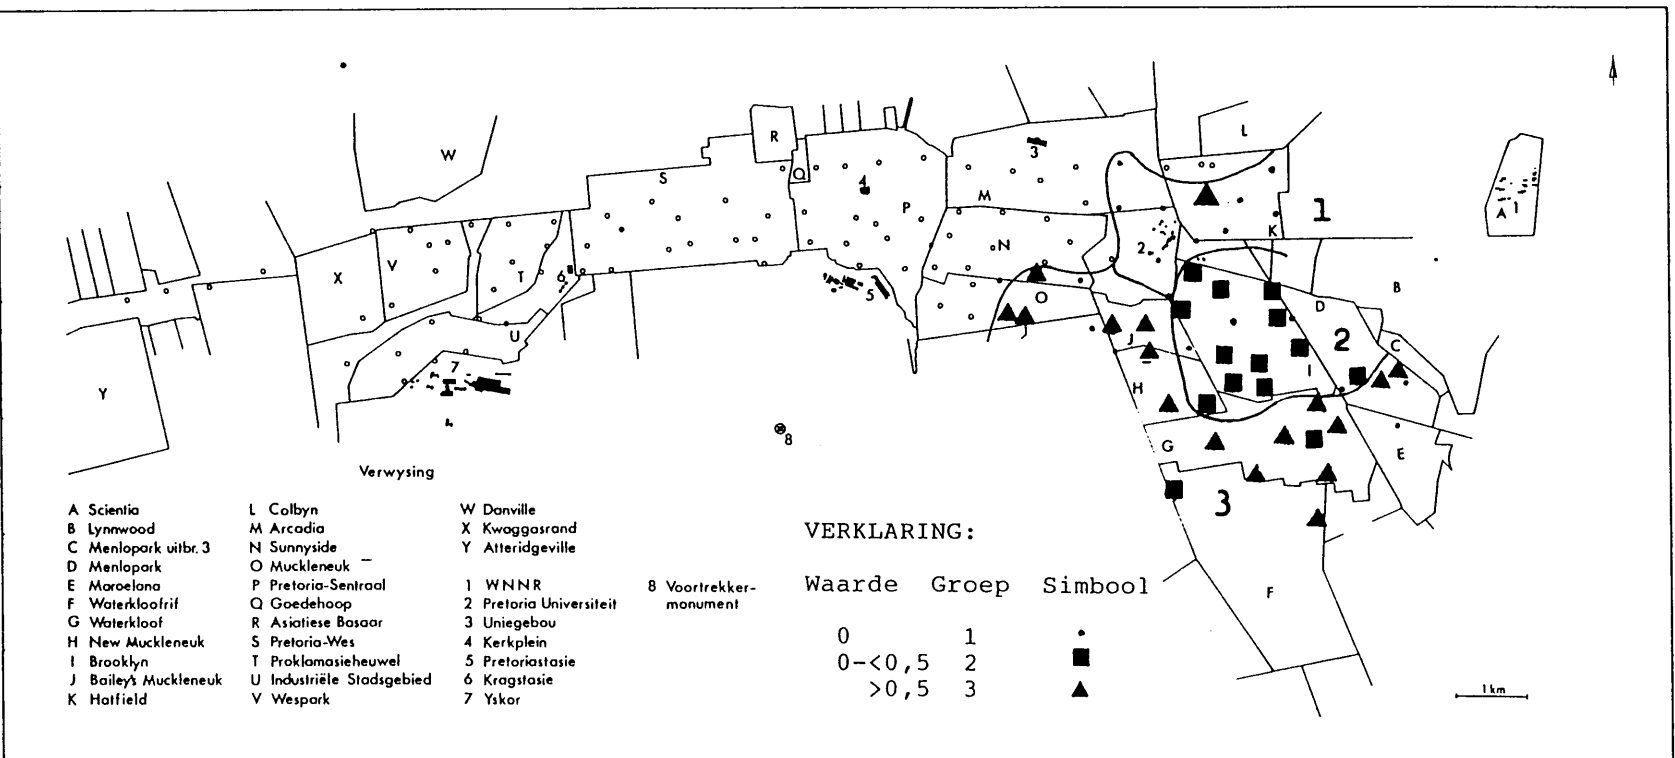 R
L
W
3
S
Q
4
A 1
M
P
1
K
N
2
X
V
T
6
B
5
O
D
U
J
2
C
7
I
Y
H
8
G
E
Verwysing
3
A Scientia
B Lynnwood
C Menlopark uitbr. 3
D Menlopark
E Maroelana
F Waterkloofrif
G Waterkloof
H New Muckleneuk
I Brooklyn
J Bailey's Muckleneuk
K Hatfield
L Colbyn
M Arcadia
N Sunnyside
O Muckleneuk
P Pretoria-Sentraal
Q Goedehoop
R Asiatiese Basaar
S Pretoria-Wes
T Proklamasieheuwel
U Industriële Stadsgebied
V Wespark
W Danville
X Kwaggasrand
Y Atteridgeville
1 WNNR
2 Pretoria Universiteit
3 Uniegebou
4 Kerkplein
5 Pretoriastasie
6 Kragstasie
7 Yskor
8 Voortrekker-
monument
VERKLARING:
Waarde Groep Simbool
0 1
0-<0,5 2
>0,5 3
F
1 km